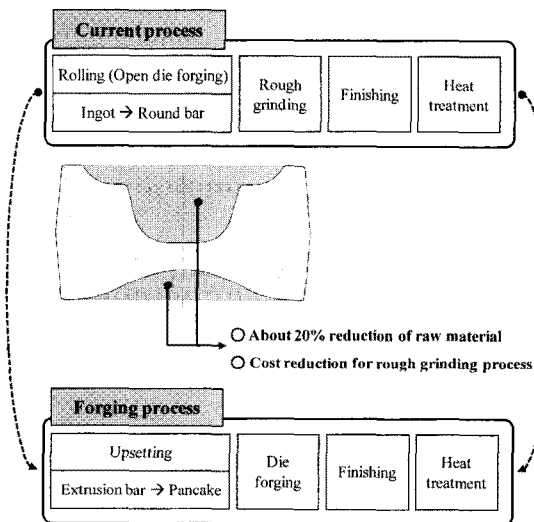 Current process
Rolling (Open die forging)
Ingot → Round bar
Rough
grinding
Finishing
Heat
treatment
○ About 20% reduction of raw material
○ Cost reduction for rough grinding process
Forging process
Upsetting
Extrusion bar → Pancake
Die
forging
Finishing
Heat
treatment